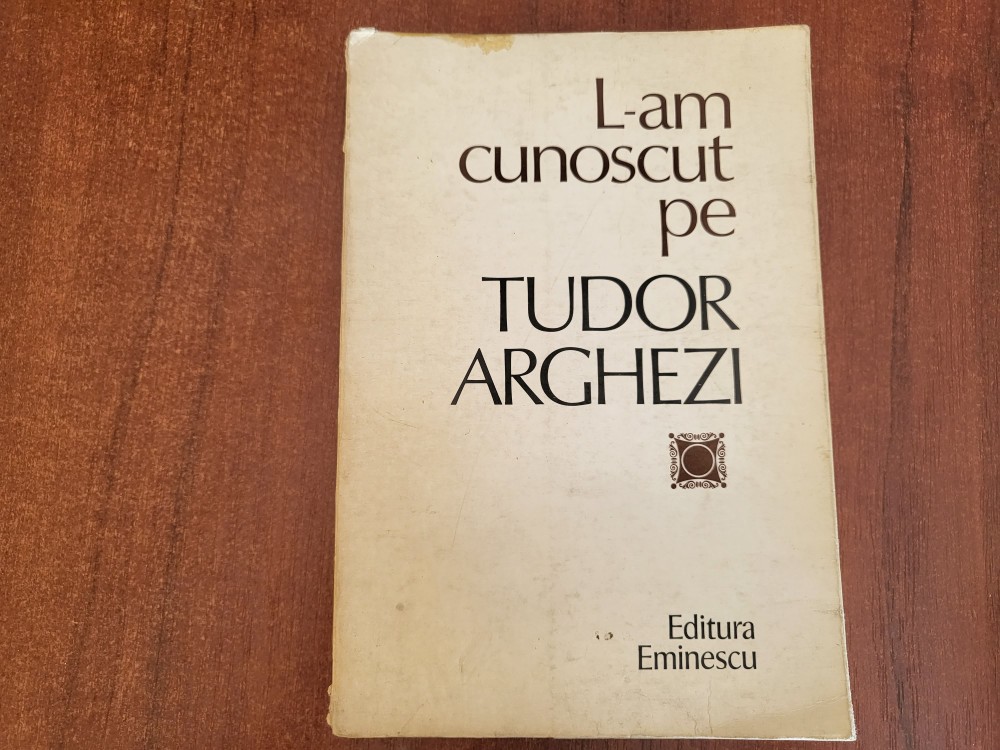 L-am
cunoscut
pe
TUDOR
ARGHEZI
Editura
Eminescu